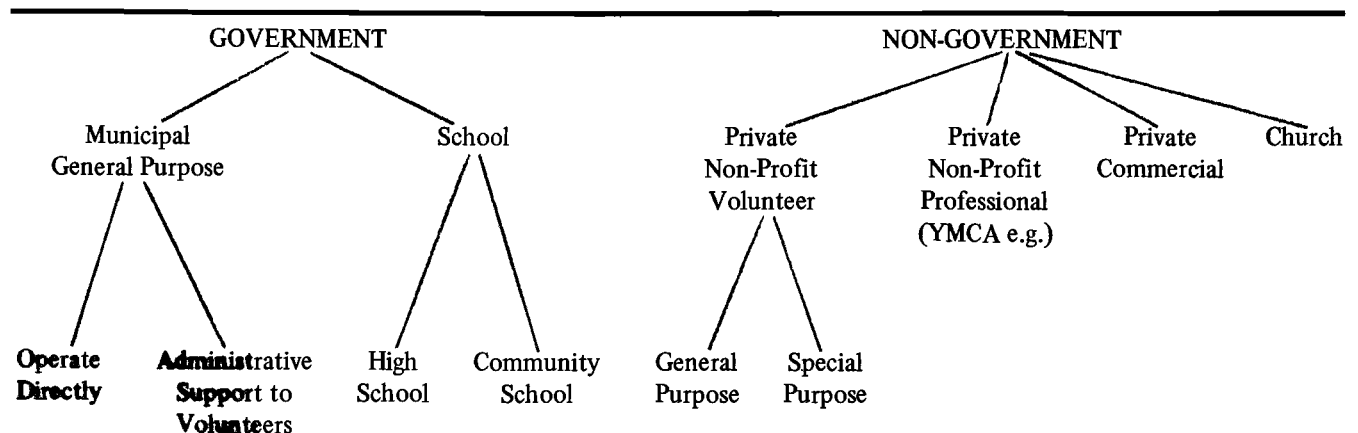 GOVERNMENT
NON-GOVERNMENT
Municipal
General Purpose
School
Private
Non-Profit
Volunteer
Private
Non-Profit
Professional
(YMCA e.g.)
Private
Commercial
Church
Operate
Directly
Administrative
Support to
Volunteers
High
School
Community
School
General
Purpose
Special
Purpose